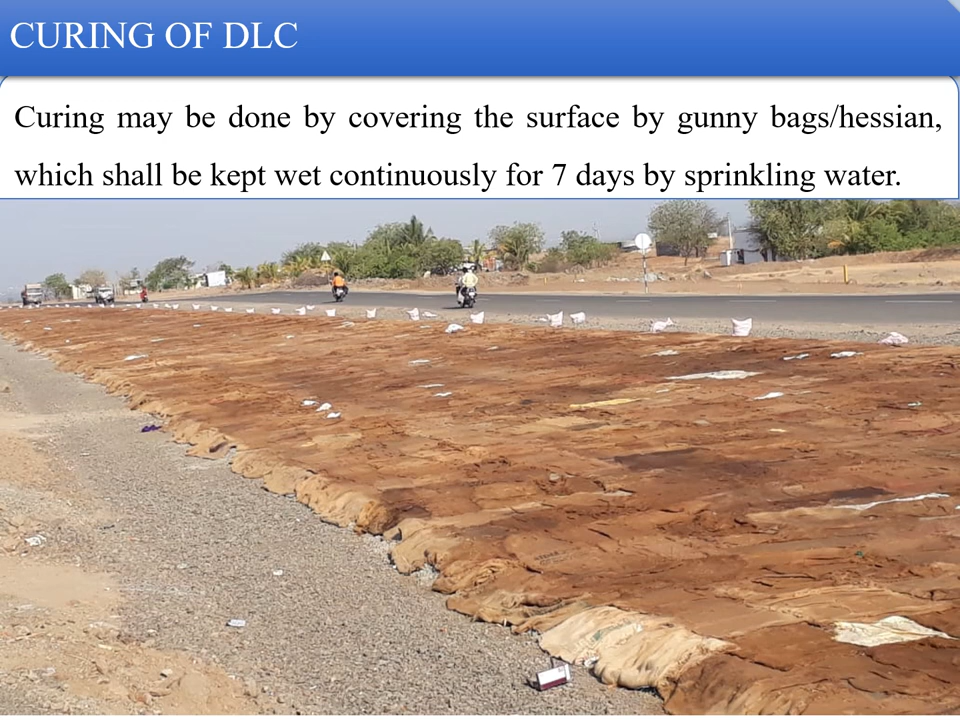 CURING OF DLC
Curing may be done by covering the surface by gunny bags/hessian,
which shall be kept wet continuously for 7 days by sprinkling water.